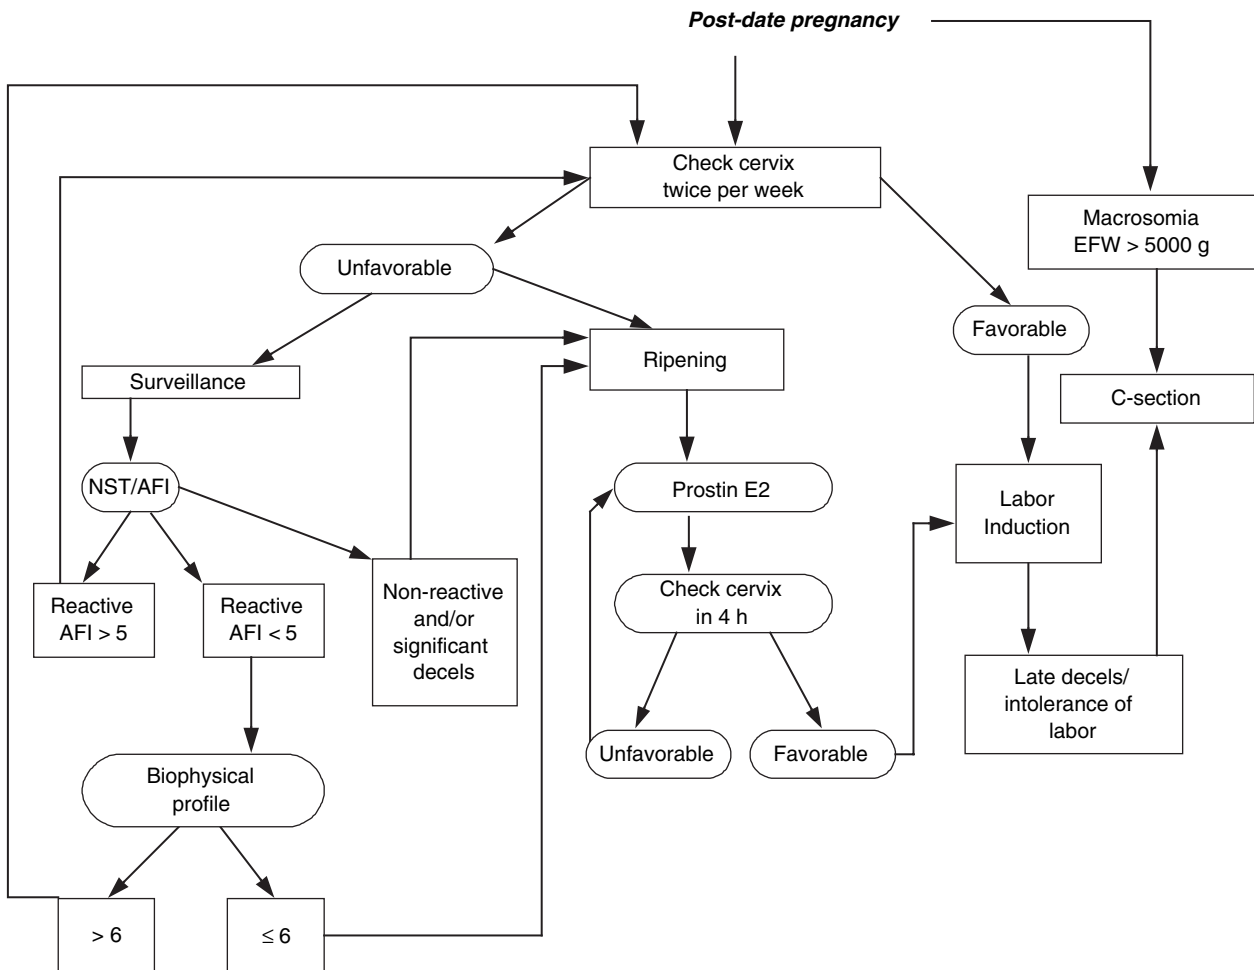 Post-date pregnancy
Check cervix
twice per week
Macrosomia
EFW > 5000 g
Unfavorable
Favorable
Ripening
Surveillance
C-section
NST/AFI
Prostin E2
Labor
Induction
Reactive
AFI > 5
Reactive
AFI < 5
Non-reactive
and/or
significant
decels
Check cervix
in 4 h
Late decels/
intolerance of
labor
Unfavorable
Favorable
Biophysical
profile
> 6
≤ 6